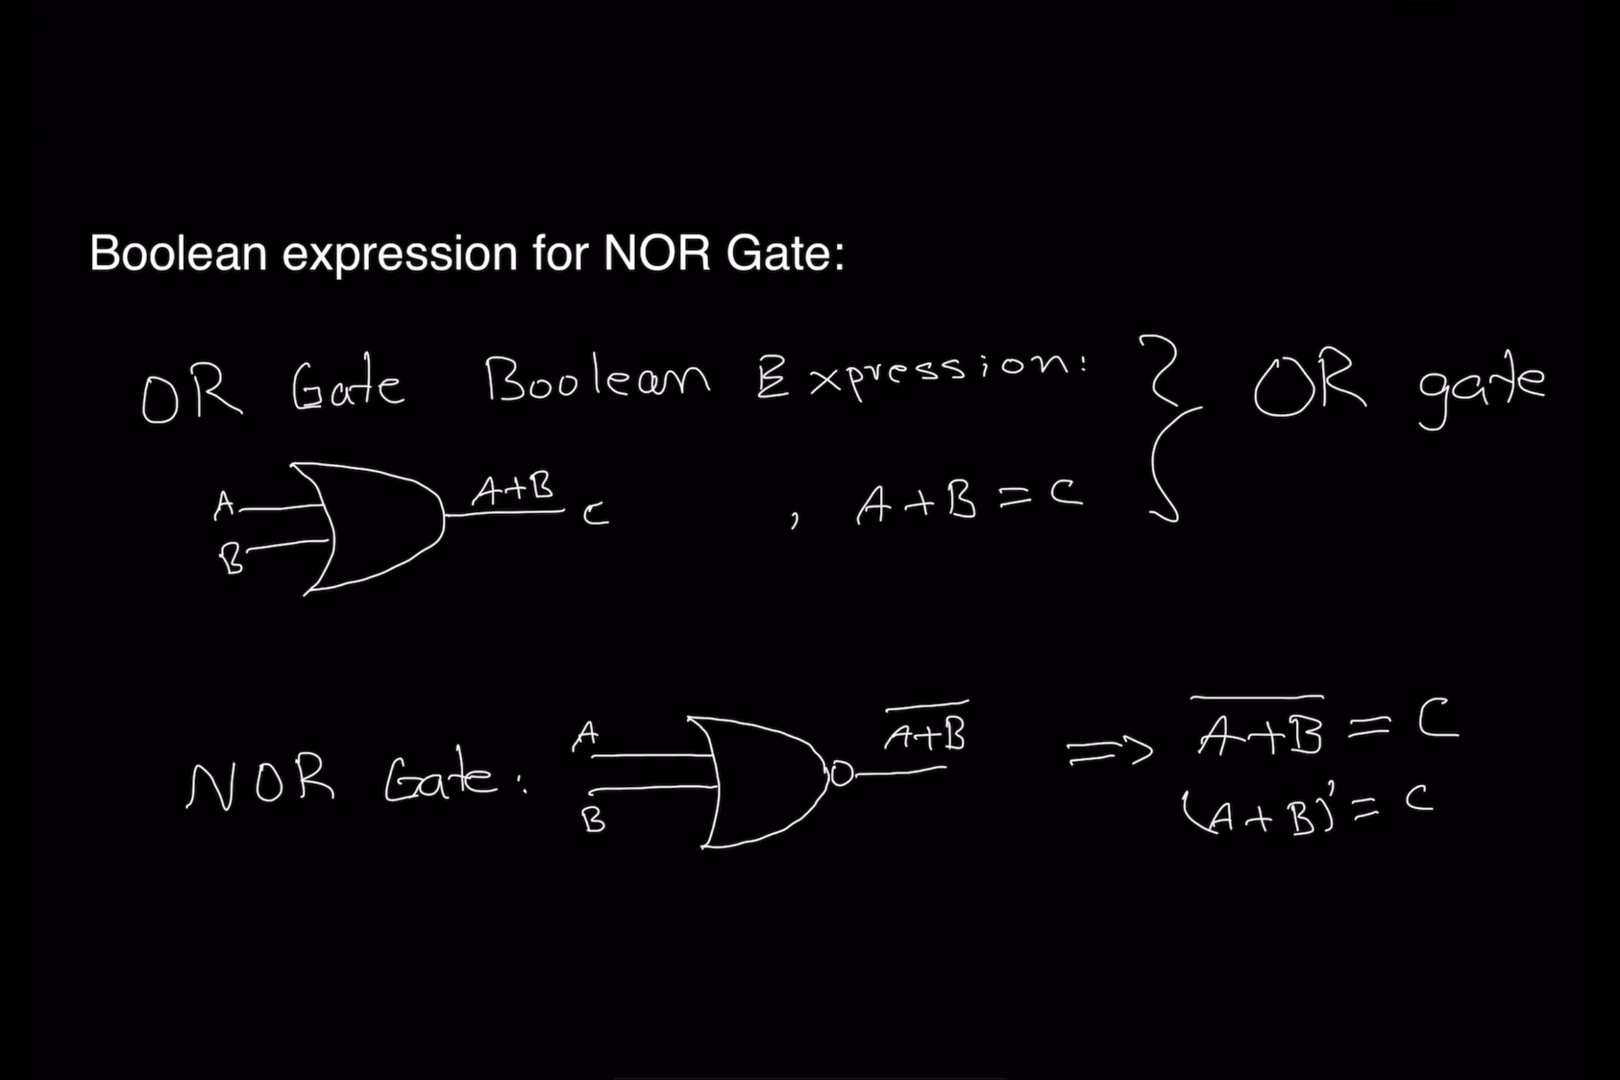 Boolean expression for NOR Gate:
OR Gate Boolean Expression: } OR gate
A
B
A+B
C
, A+B=C
NOR Gate:
A
B
A̅+̅B̅
⇒ A̅+̅B̅ = C
(A+B)'= C